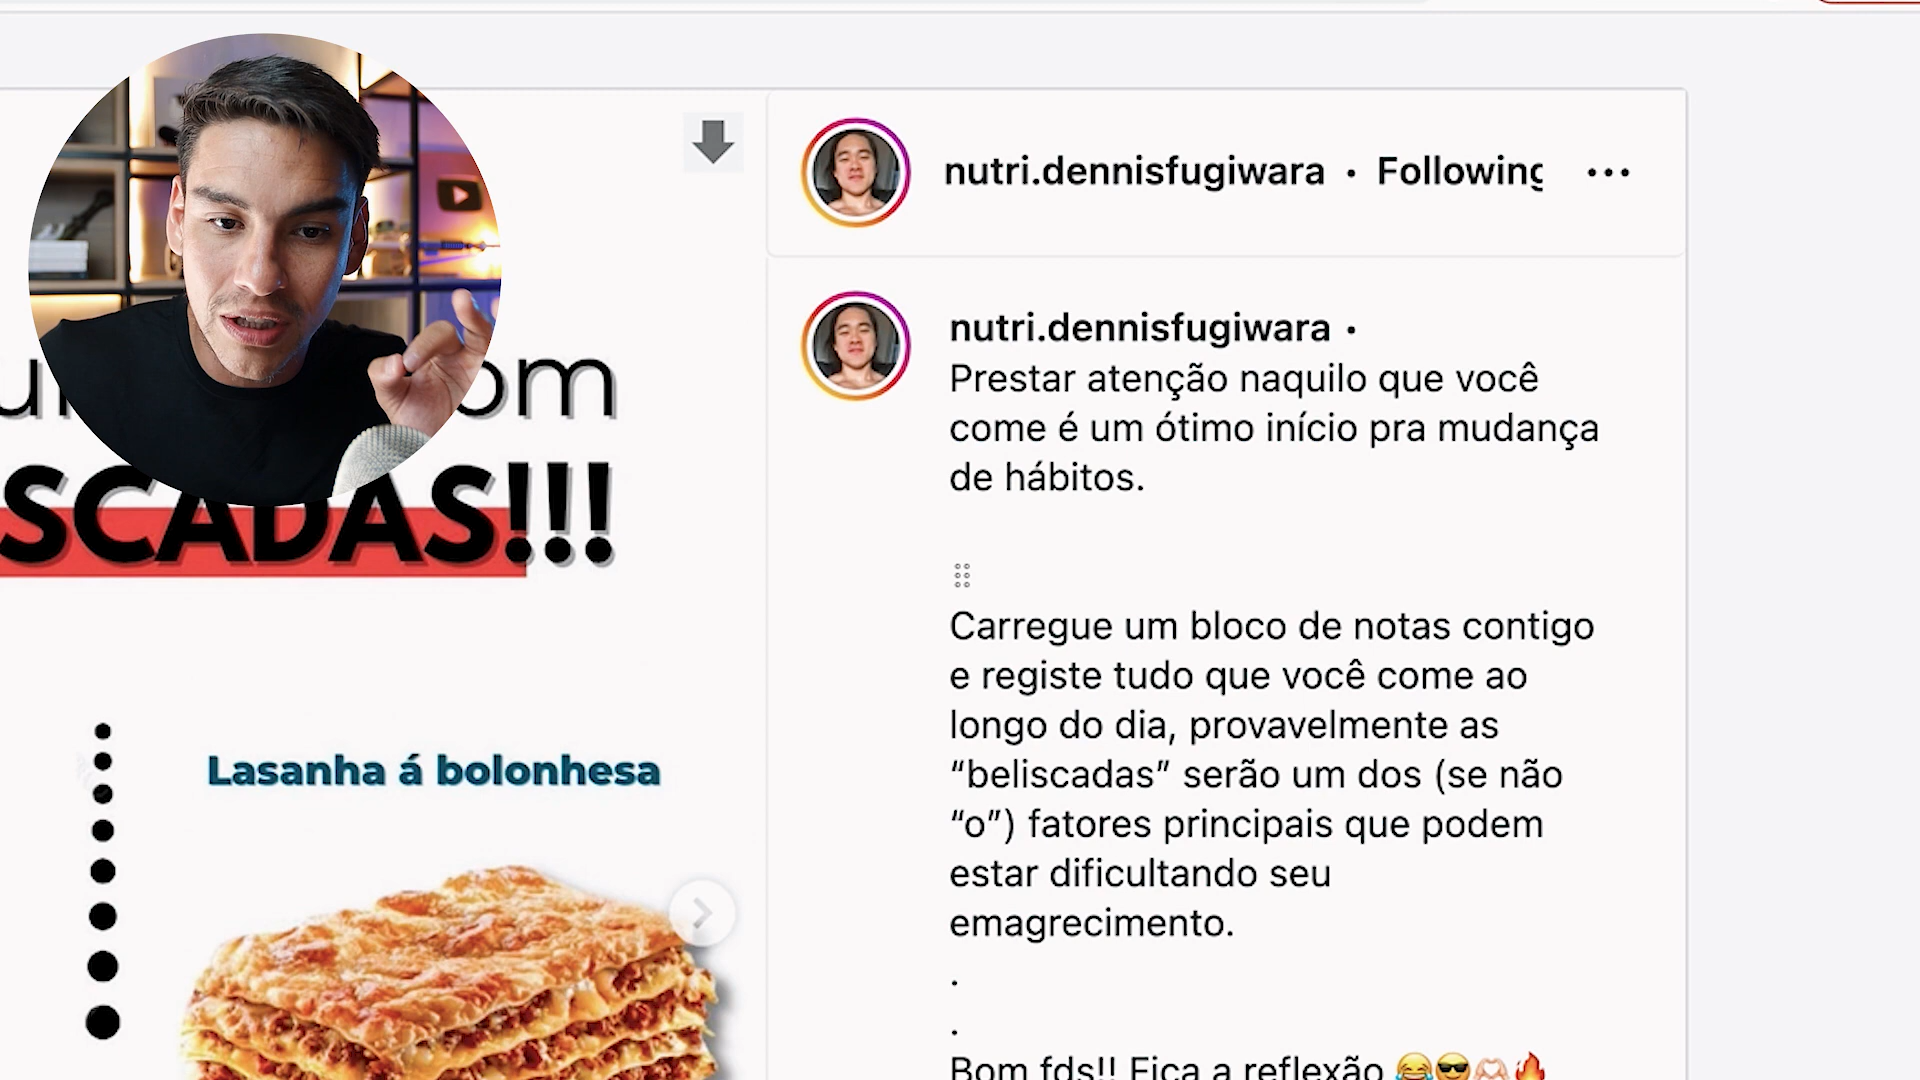 om
SCADAS!!!
Lasanha á bolonhesa
nutri.dennisfugiwara • Following
nutri.dennisfugiwara •
Prestar atenção naquilo que você
come é um ótimo início pra mudança
de hábitos.
⠿
Carregue um bloco de notas contigo
e registe tudo que você come ao
longo do dia, provavelmente as
“beliscadas” serão um dos (se não
“o”) fatores principais que podem
estar dificultando seu
emagrecimento.
.
.
Bom fds!! Fica a reflexão 😂😎🫶🏻🔥